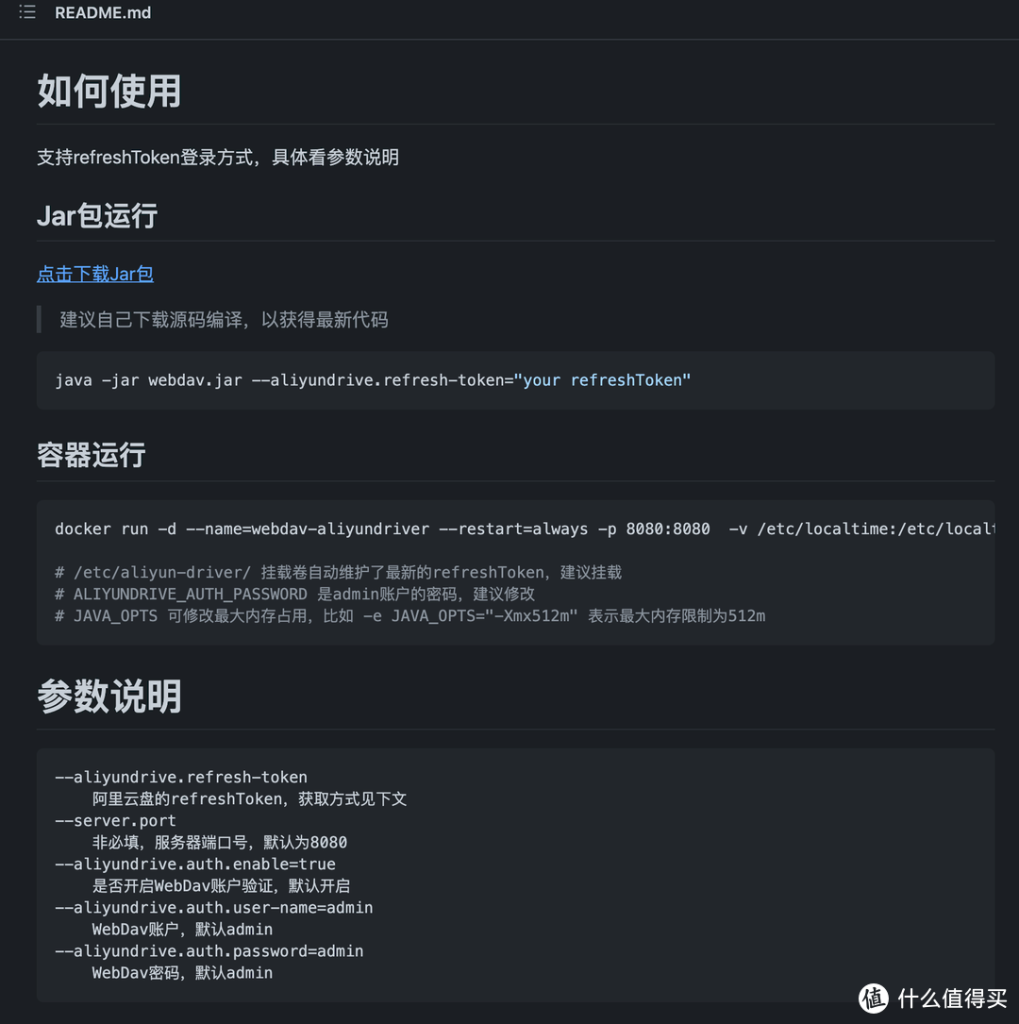 README.md
如何使用
支持refreshToken登录方式，具体看参数说明
Jar包运行
点击下载Jar包
建议自己下载源码编译，以获得最新代码
java -jar webdav.jar --aliyundrive.refresh-token="your refreshToken"
容器运行
docker run -d --name=webdav-aliyundriver --restart=always -p 8080:8080  -v /etc/localtime:/etc/localt
# /etc/aliyun-driver/ 挂载卷自动维护了最新的refreshToken，建议挂载
# ALIYUNDRIVE_AUTH_PASSWORD 是admin账户的密码，建议修改
# JAVA_OPTS 可修改最大内存占用，比如 -e JAVA_OPTS="-Xmx512m" 表示最大内存限制为512m
参数说明
--aliyundrive.refresh-token
阿里云盘的refreshToken，获取方式见下文
--server.port
非必填，服务器端口号，默认为8080
--aliyundrive.auth.enable=true
是否开启WebDav账户验证，默认开启
--aliyundrive.auth.user-name=admin
WebDav账户，默认admin
--aliyundrive.auth.password=admin
WebDav密码，默认admin
值 什么值得买